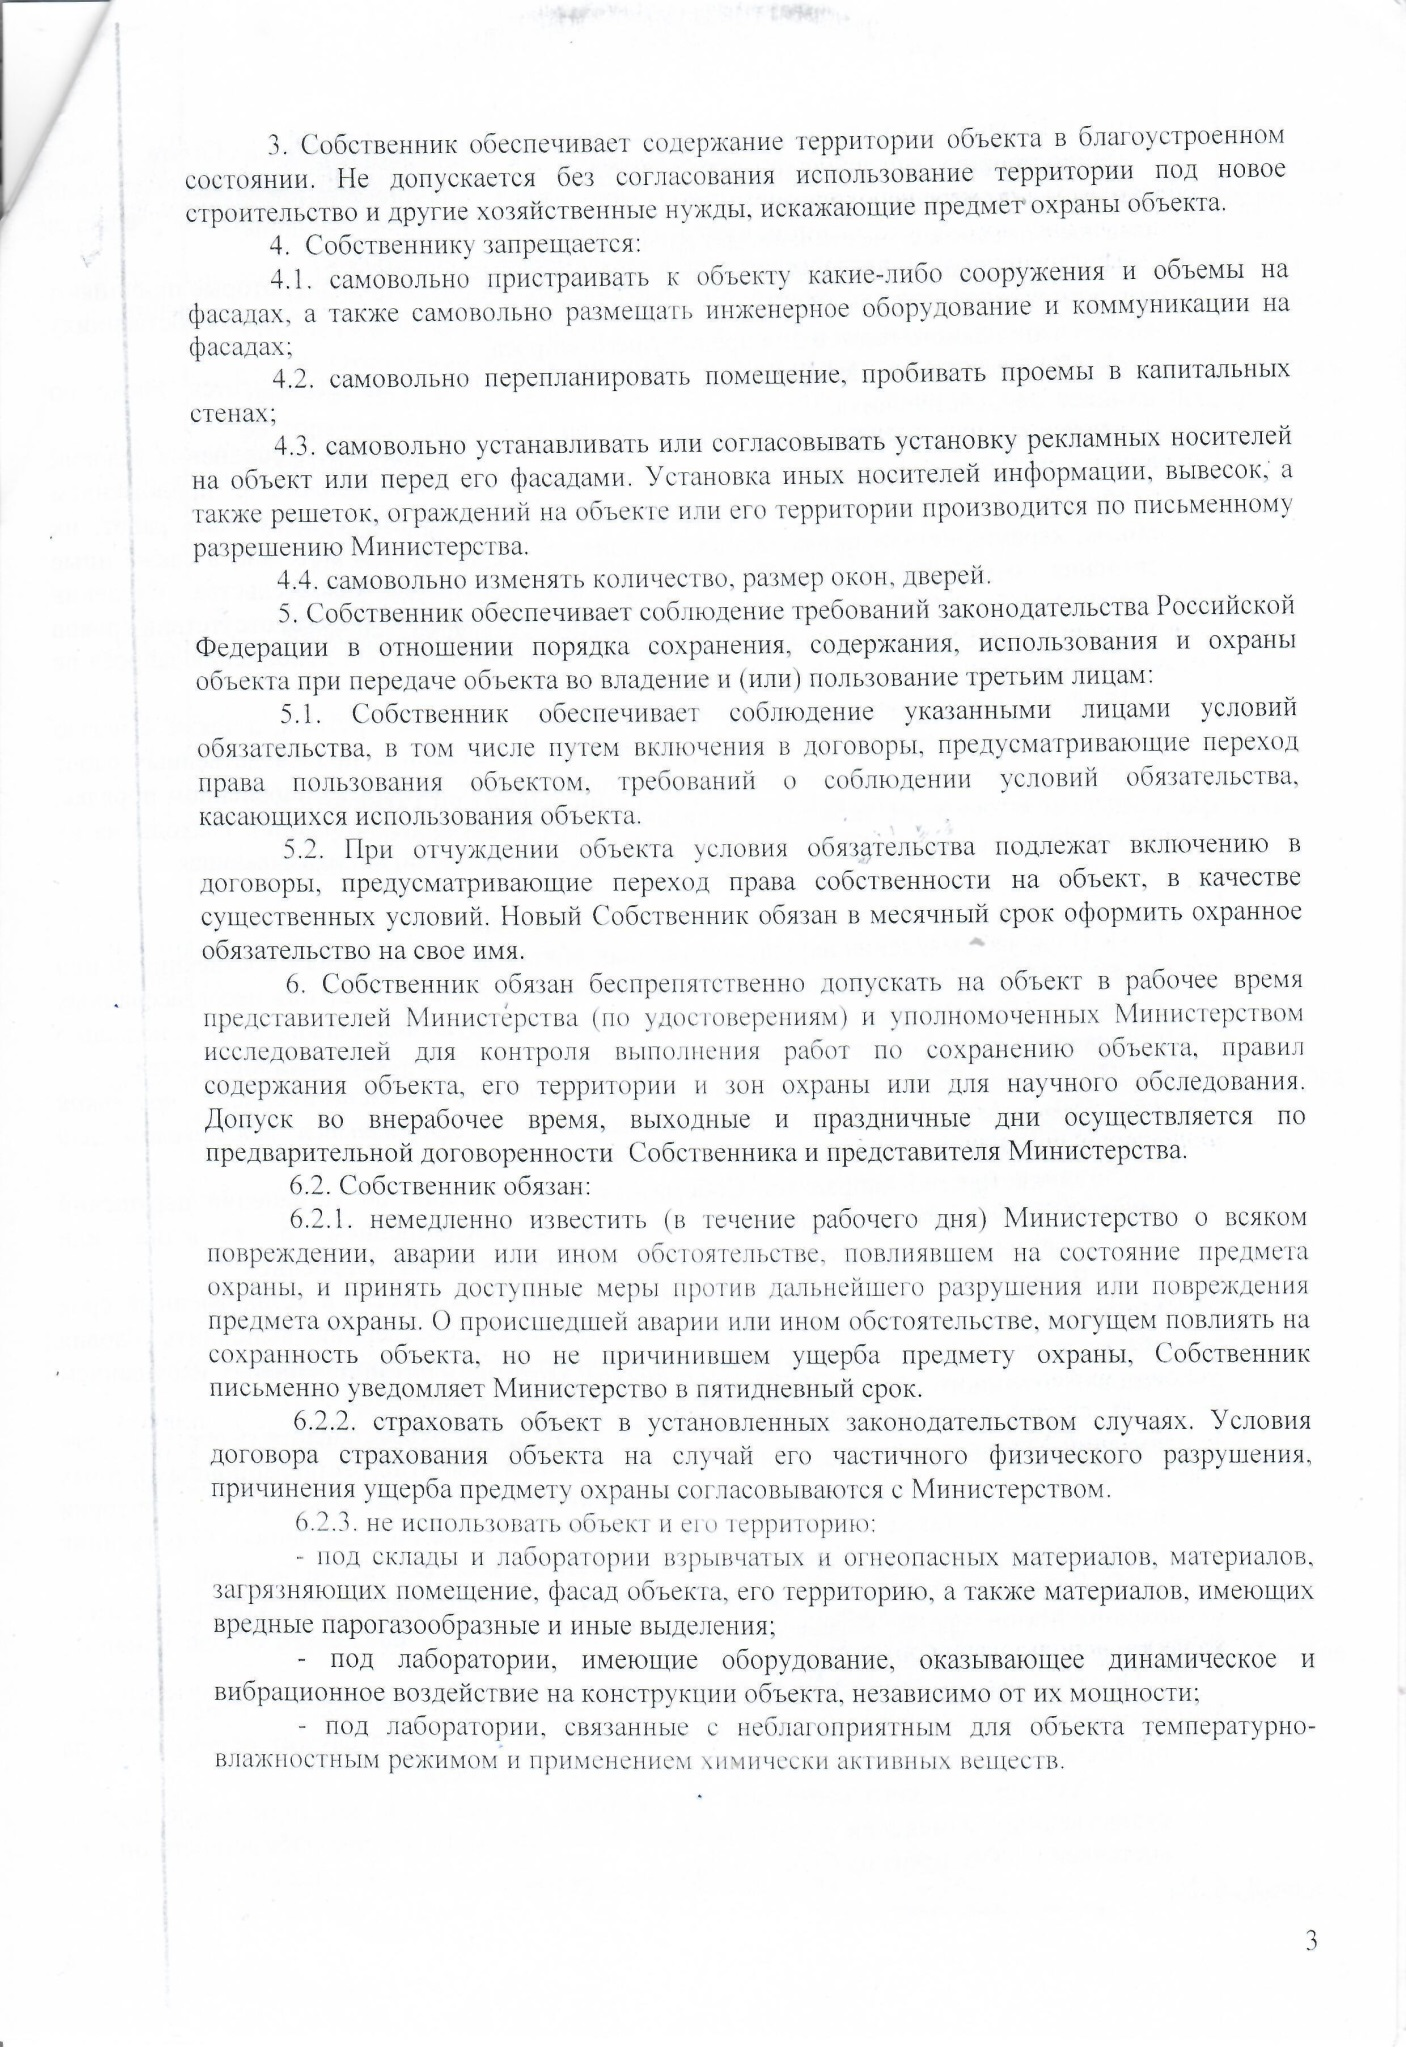 3. Собственник обеспечивает содержание территории объекта в благоустроенном
состоянии. Не допускается без согласования использование территории под новое
строительство и другие хозяйственные нужды, искажающие предмет охраны объекта.
4. Собственнику запрещается:
4.1. самовольно пристраивать к объекту какие-либо сооружения и объемы на
фасадах, а также самовольно размещать инженерное оборудование и коммуникации на
фасадах;
4.2. самовольно перепланировать помещение, пробивать проемы в капитальных
стенах;
4.3. самовольно устанавливать или согласовывать установку рекламных носителей
на объект или перед его фасадами. Установка иных носителей информации, вывесок, а
также решеток, ограждений на объекте или его территории производится по письменному
разрешению Министерства.
4.4. самовольно изменять количество, размер окон, дверей.
5. Собственник обеспечивает соблюдение требований законодательства Российской
Федерации в отношении порядка сохранения, содержания, использования и охраны
объекта при передаче объекта во владение и (или) пользование третьим лицам:
5.1. Собственник обеспечивает соблюдение указанными лицами условий
обязательства, в том числе путем включения в договоры, предусматривающие переход
права пользования объектом, требований о соблюдении условий обязательства,
касающихся использования объекта.
5.2. При отчуждении объекта условия обязательства подлежат включению в
договоры, предусматривающие переход права собственности на объект, в качестве
существенных условий. Новый Собственник обязан в месячный срок оформить охранное
обязательство на свое имя.
6. Собственник обязан беспрепятственно допускать на объект в рабочее время
представителей Министерства (по удостоверениям) и уполномоченных Министерством
исследователей для контроля выполнения работ по сохранению объекта, правил
содержания объекта, его территории и зон охраны или для научного обследования.
Допуск во внерабочее время, выходные и праздничные дни осуществляется по
предварительной договоренности Собственника и представителя Министерства.
6.2. Собственник обязан:
6.2.1. немедленно известить (в течение рабочего дня) Министерство о всяком
повреждении, аварии или ином обстоятельстве, повлиявшем на состояние предмета
охраны, и принять доступные меры против дальнейшего разрушения или повреждения
предмета охраны. О происшедшей аварии или ином обстоятельстве, могущем повлиять на
сохранность объекта, но не причинившем ущерба предмету охраны, Собственник
письменно уведомляет Министерство в пятидневный срок.
6.2.2. страховать объект в установленных законодательством случаях. Условия
договора страхования объекта на случай его частичного физического разрушения,
причинения ущерба предмету охраны согласовываются с Министерством.
6.2.3. не использовать объект и его территорию:
- под склады и лаборатории взрывчатых и огнеопасных материалов, материалов,
загрязняющих помещение, фасад объекта, его территорию, а также материалов, имеющих
вредные парогазообразные и иные выделения;
- под лаборатории, имеющие оборудование, оказывающее динамическое и
вибрационное воздействие на конструкции объекта, независимо от их мощности;
- под лаборатории, связанные с неблагоприятным для объекта температурно-
влажностным режимом и применением химически активных веществ.
3